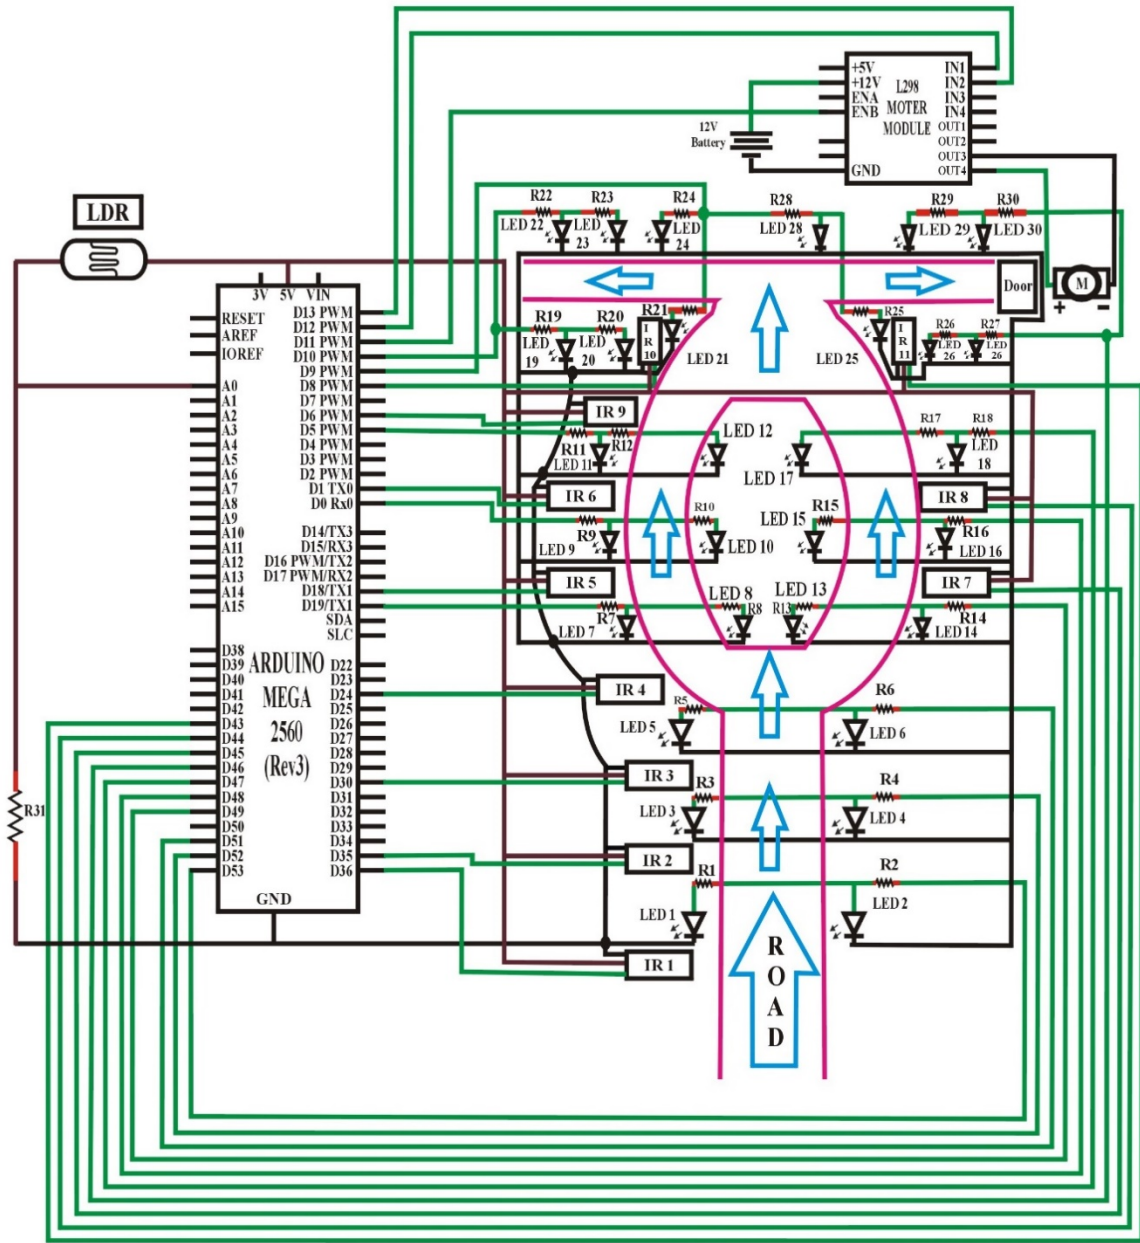 LDR
R31
3V
5V
VIN
RESET
AREF
IOREF
A0
A1
A2
A3
A4
A5
A6
A7
A8
A9
A10
A11
A12
A13
A14
A15
D38
D39
D40
D41
D42
D43
D44
D45
D46
D47
D48
D49
D50
D51
D52
D53
D13 PWM
D12 PWM
D11 PWM
D10 PWM
D9 PWM
D8 PWM
D7 PWM
D6 PWM
D5 PWM
D4 PWM
D3 PWM
D2 PWM
D1 TX0
D0 Rx0
D14/TX3
D15/RX3
D16 PWM/TX2
D17 PWM/RX2
D18/TX1
D19/TX1
SDA
SLC
D22
D23
D24
D25
D26
D27
D28
D29
D30
D31
D32
D33
D34
D35
D36
ARDUINO
MEGA
2560
(Rev3)
GND
12V
Battery
+5V
+12V
ENA
ENB
GND
L298
MOTER
MODULE
IN1
IN2
IN3
IN4
OUT1
OUT2
OUT3
OUT4
M
+
-
Door
R22
R23
R24
R28
R29
R30
LED 22
LED
23
LED
24
LED 28
LED 29
LED 30
R19
R20
R21
R25
R26
R27
LED
19
LED
20
IR
10
LED 21
LED 25
IR
11
LED
26
LED
26
IR 9
R11
R12
LED 11
LED 12
LED 17
R17
R18
LED
18
IR 6
IR 8
R9
R10
LED 9
LED 10
LED 15
R15
R16
LED 16
IR 5
IR 7
R7
LED 7
LED 8
R8
LED 13
R13
R14
LED 14
IR 4
R5
LED 5
R6
LED 6
IR 3
R3
LED 3
R4
LED 4
IR 2
R1
LED 1
R2
LED 2
IR 1
ROAD